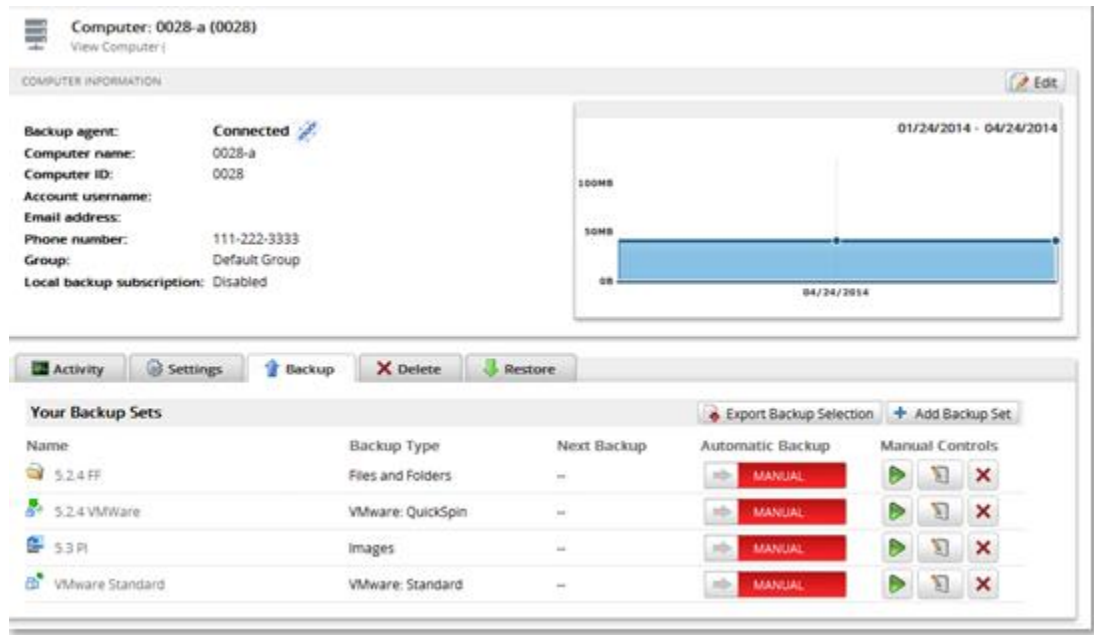 Computer: 0028-a (0028)
View Computer (
COMPUTER INFORMATION
Edit
Backup agent: Connected
Computer name: 0028-a
Computer ID: 0028
Account username:
Email address:
Phone number: 111-222-3333
Group: Default Group
Local backup subscription: Disabled
01/24/2014 - 04/24/2014
100MB
50MB
0B
04/24/2014
Activity Settings Backup Delete Restore
Your Backup Sets Export Backup Selection Add Backup Set
Name Backup Type Next Backup Automatic Backup Manual Controls
5.2.4 FF Files and Folders -- MANUAL
5.2.4 VMWare VMware: QuickSpin -- MANUAL
5.3 PI Images -- MANUAL
VMware Standard VMware: Standard -- MANUAL